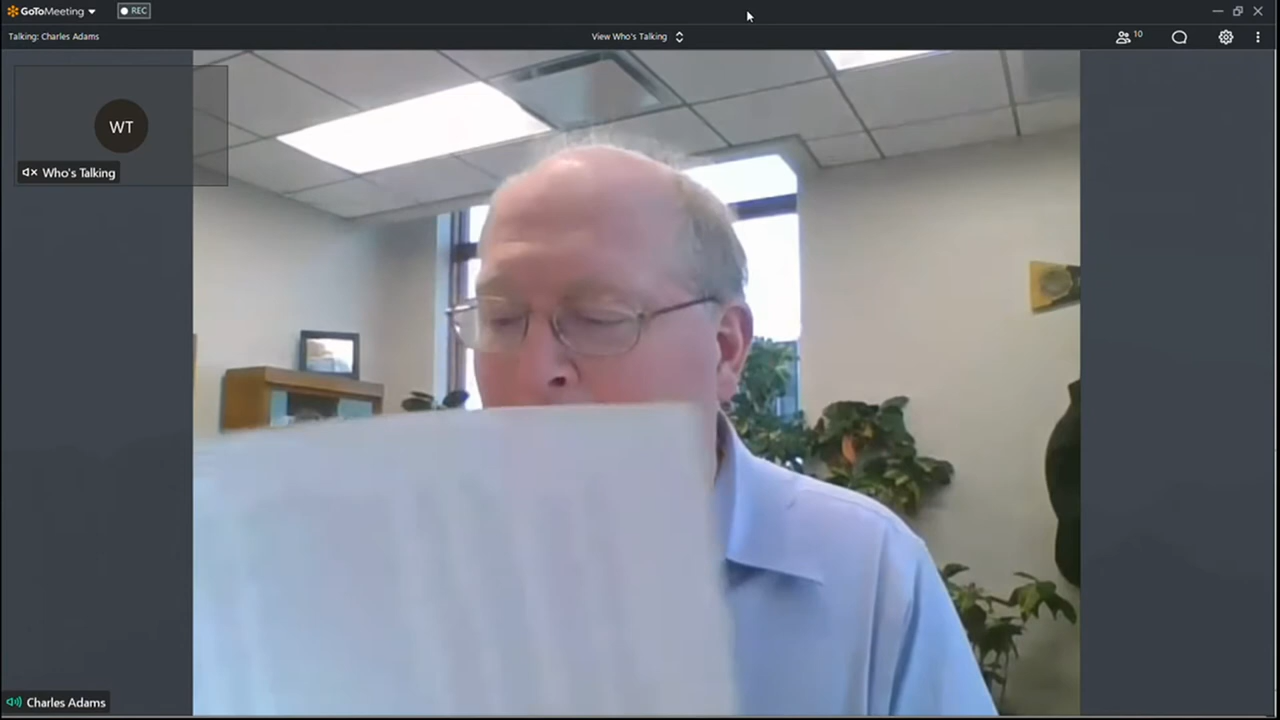 GoToMeeting
REC
Talking: Charles Adams
View Who's Talking
10
WT
Who's Talking
Charles Adams